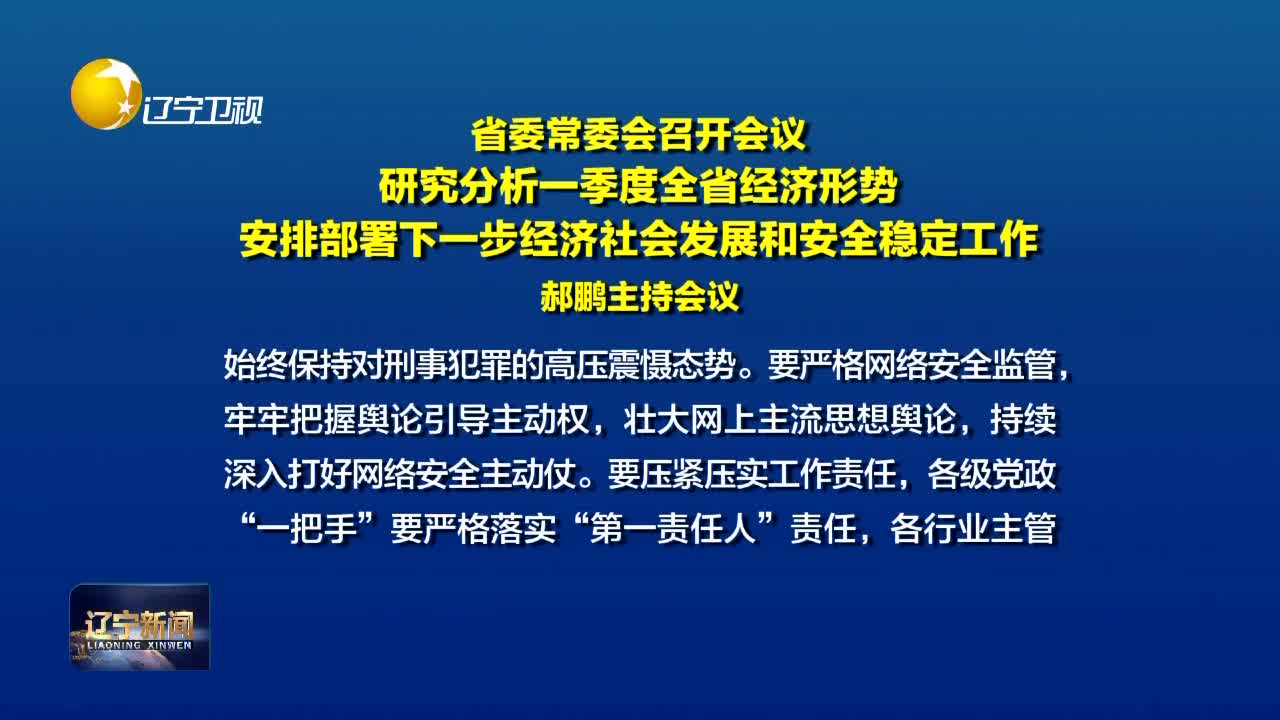 辽宁卫视
省委常委会召开会议
研究分析一季度全省经济形势
安排部署下一步经济社会发展和安全稳定工作
郝鹏主持会议
始终保持对刑事犯罪的高压震慑态势。要严格网络安全监管，
牢牢把握舆论引导主动权，壮大网上主流思想舆论，持续
深入打好网络安全主动仗。要压紧压实工作责任，各级党政
“一把手”要严格落实“第一责任人”责任，各行业主管
辽宁新闻
LIAONING XINWEN